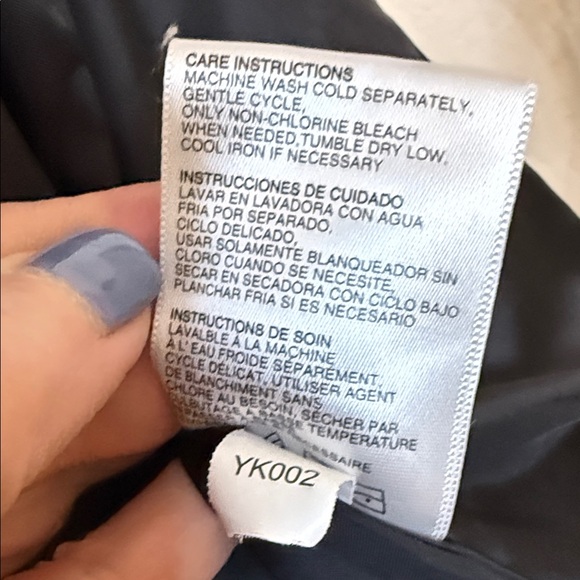 CARE INSTRUCTIONS
MACHINE WASH COLD SEPARATELY,
GENTLE CYCLE,
ONLY NON-CHLORINE BLEACH
WHEN NEEDED,TUMBLE DRY LOW.
COOL IRON IF NECESSARY
INSTRUCCIONES DE CUIDADO
LAVAR EN LAVADORA CON AGUA
FRIA POR SEPARADO,
CICLO DELICADO,
USAR SOLAMENTE BLANQUEADOR SIN
CLORO CUANDO SE NECESITE,
SECAR EN SECADORA CON CICLO BAJO
PLANCHAR FRIA SI ES NECESARIO
INSTRUCTIONS DE SOIN
LAVALBLE À LA MACHINE
À L'EAU FROIDE SÉPARÉMENT,
CYCLE DÉLICAT, UTILISER AGENT
DE BLANCHIMENT SANS
CHLORE AU BESOIN, SÉCHER PAR
TEMPÉRATURE
YK002